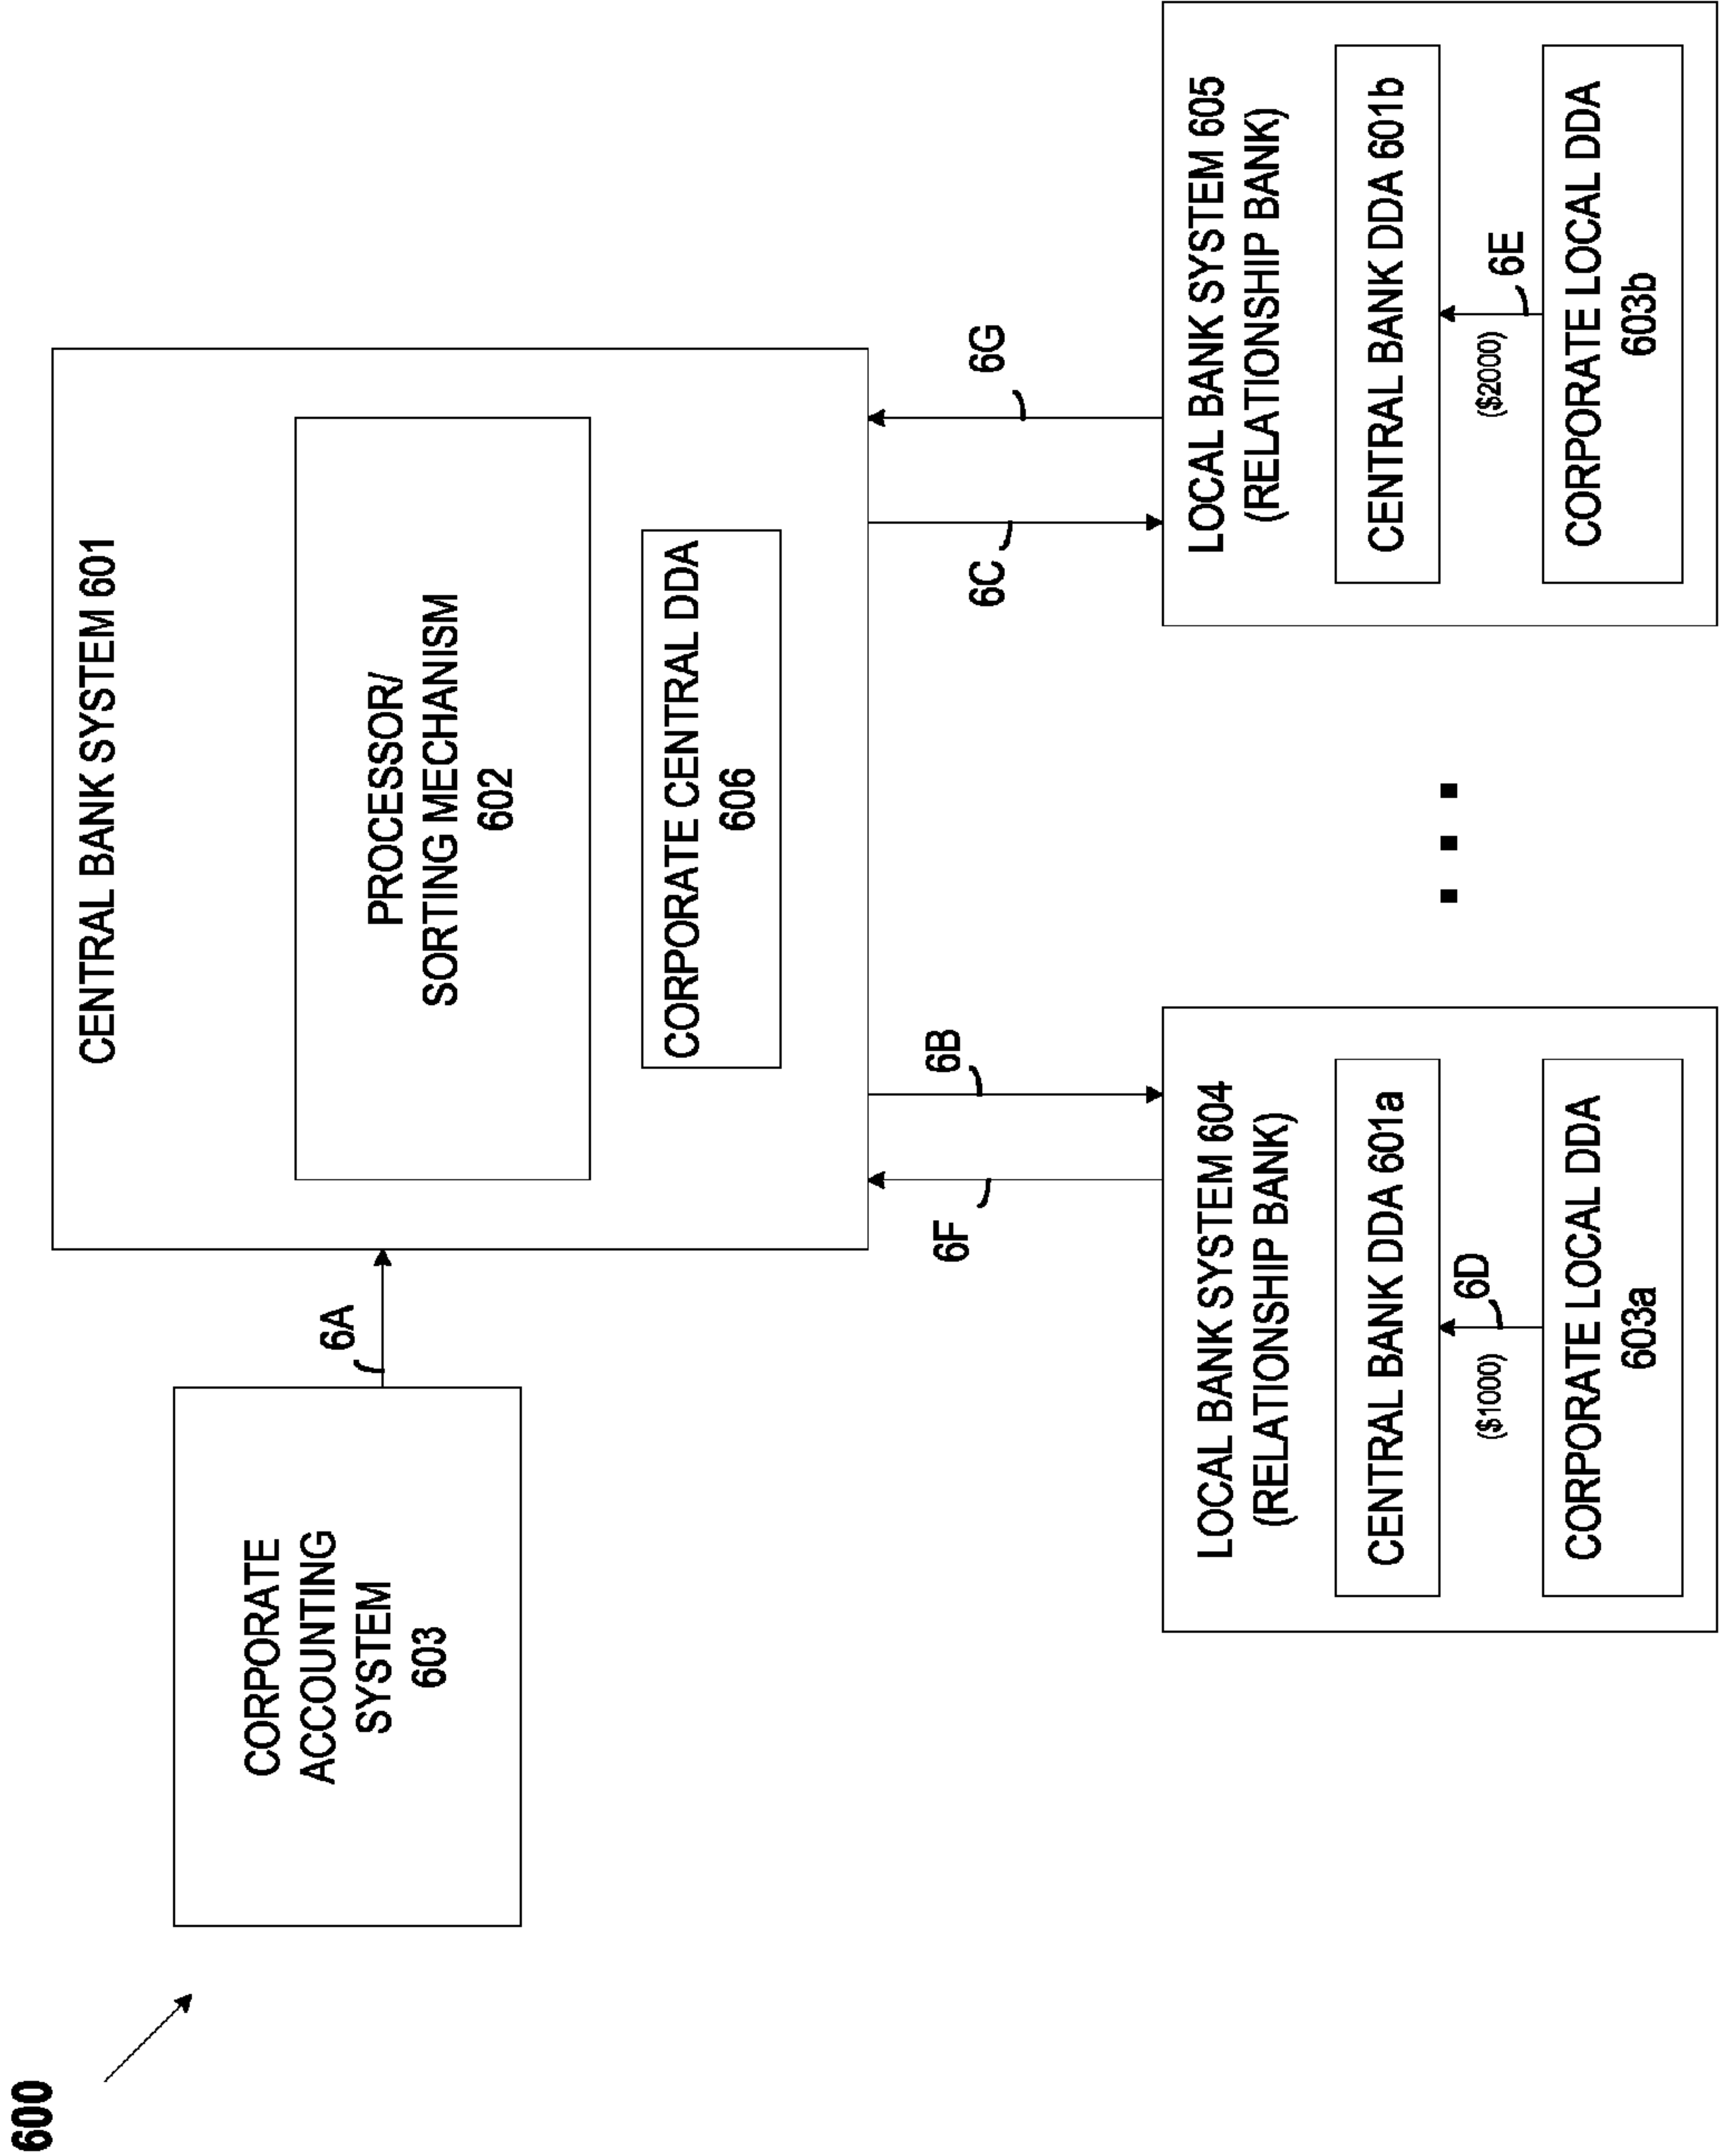 600
CORPORATE
ACCOUNTING
SYSTEM
603
6A
CENTRAL BANK SYSTEM 601
PROCESSOR/
SORTING MECHANISM
602
CORPORATE CENTRAL DDA
606
6F
6B
6C
6G
LOCAL BANK SYSTEM 604
(RELATIONSHIP BANK)
CENTRAL BANK DDA 601a
($1000)
6D
CORPORATE LOCAL DDA
603a
LOCAL BANK SYSTEM 605
(RELATIONSHIP BANK)
CENTRAL BANK DDA 601b
($2000)
6E
CORPORATE LOCAL DDA
603b